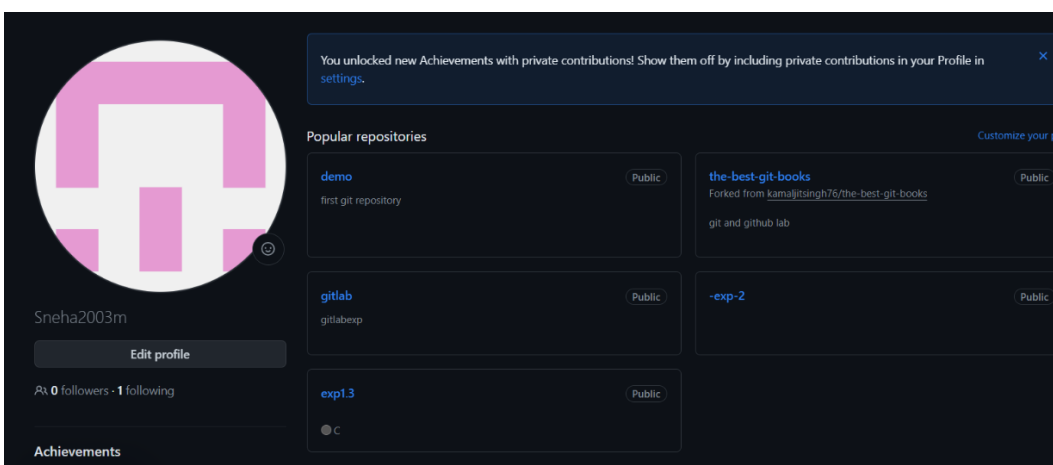 You unlocked new Achievements with private contributions! Show them off by including private contributions in your Profile in
settings.
Popular repositories
Customize your
demo
Public
first git repository
the-best-git-books
Public
Forked from kamaljitsingh76/the-best-git-books
git and github lab
gitlab
Public
gitlabexp
-exp-2
Public
exp1.3
Public
C
Sneha2003m
Edit profile
0 followers · 1 following
Achievements